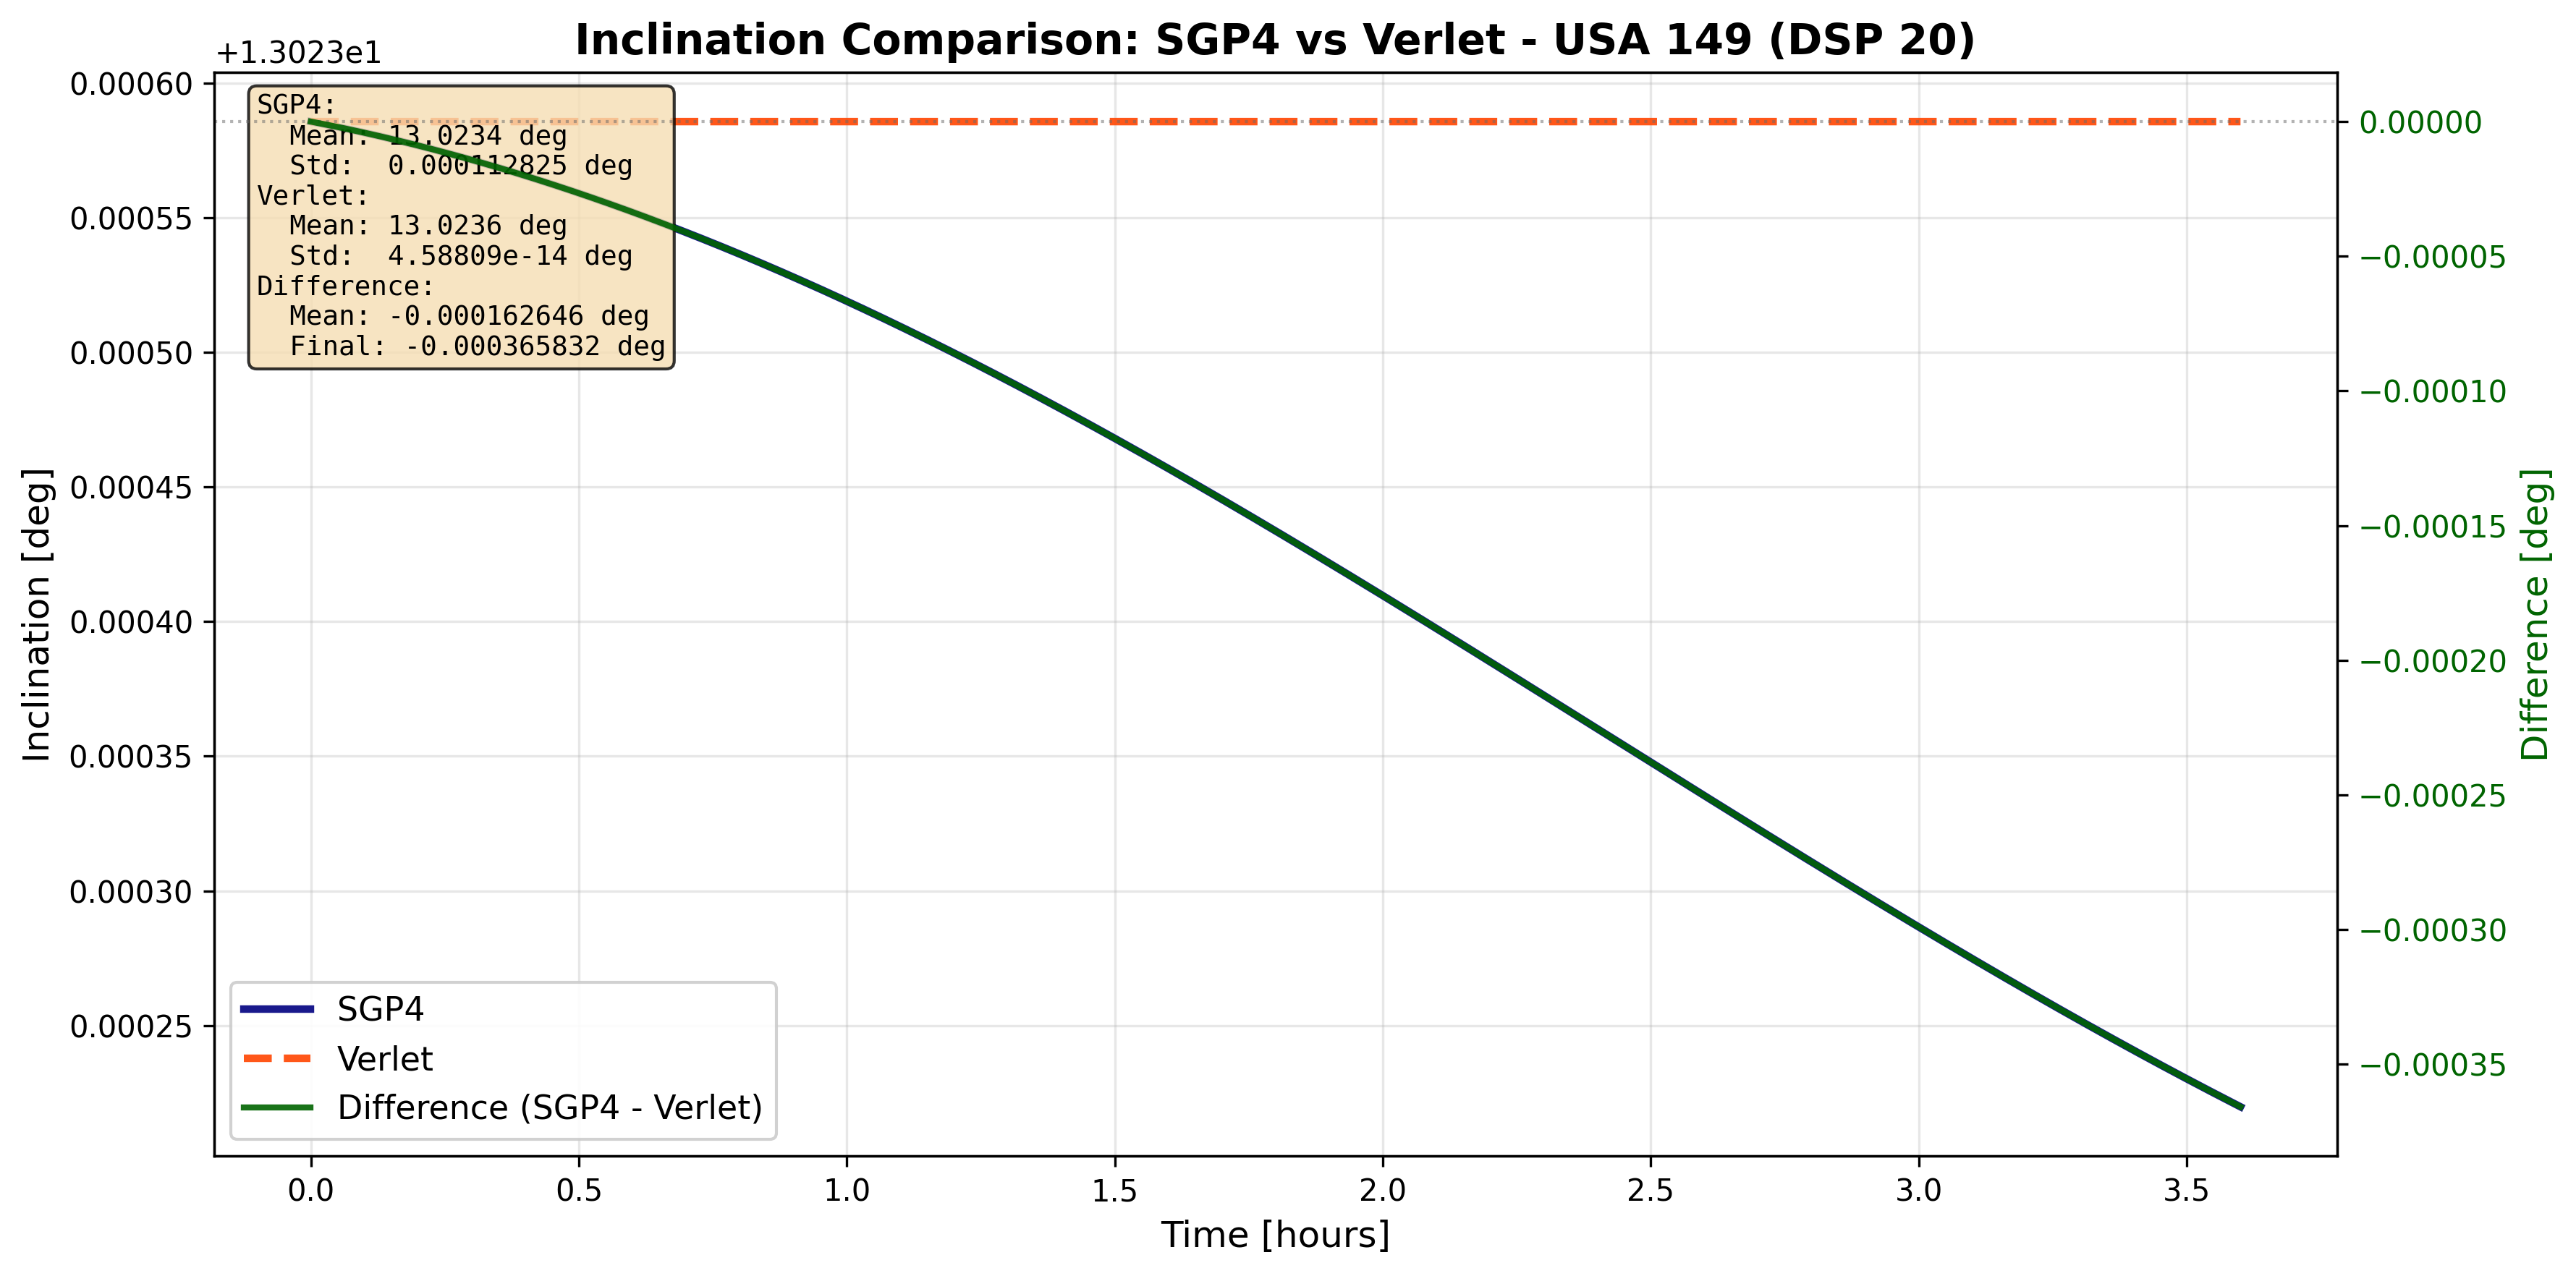 Inclination Comparison: SGP4 vs Verlet - USA 149 (DSP 20)
+1.3023e1
0.00060
0.00055
0.00050
0.00045
0.00040
0.00035
0.00030
0.00025
Inclination [deg]
SGP4:
Mean: 13.0234 deg
Std: 0.000112825 deg
Verlet:
Mean: 13.0236 deg
Std: 4.58809e-14 deg
Difference:
Mean: -0.000162646 deg
Final: -0.000365832 deg
SGP4
Verlet
Difference (SGP4 - Verlet)
0.0 0.5 1.0 1.5 2.0 2.5 3.0 3.5
Time [hours]
0.00000
−0.00005
−0.00010
−0.00015
−0.00020
−0.00025
−0.00030
−0.00035
Difference [deg]